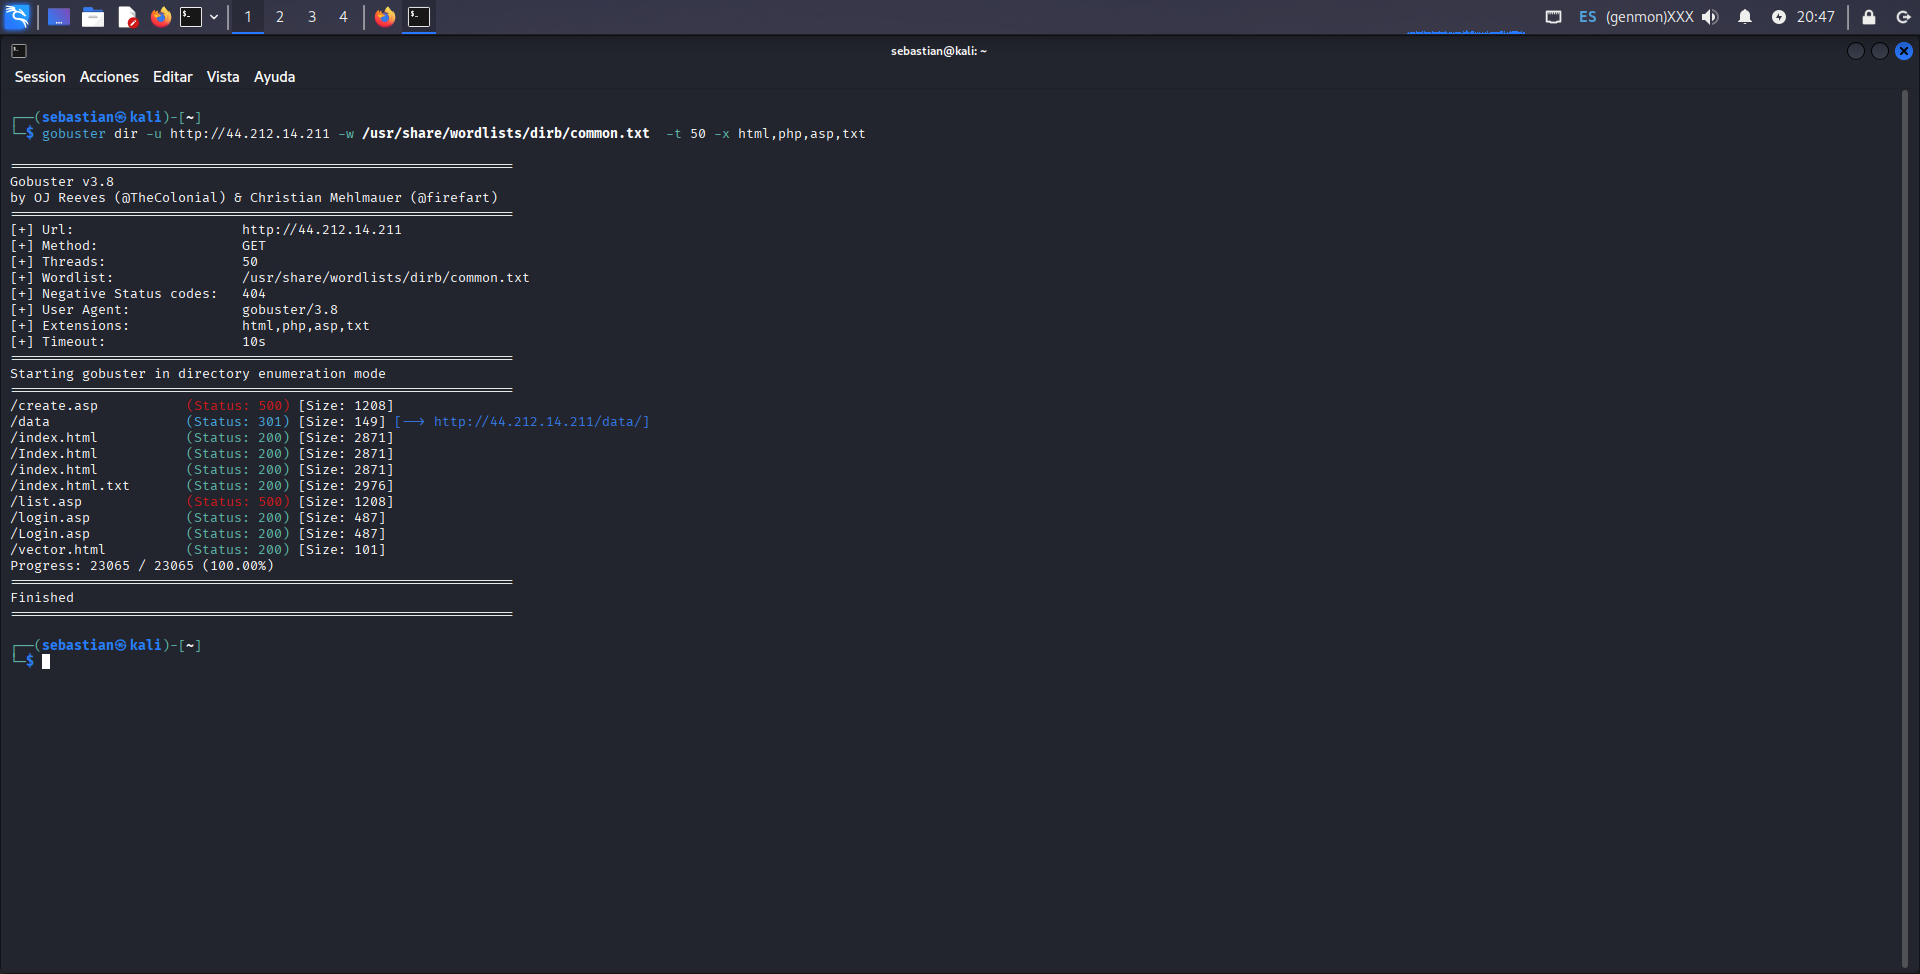 1 2 3 4 ES (genmon)XXX 20:47
sebastian@kali: ~
Session Acciones Editar Vista Ayuda
┌──(sebastian㉿kali)-[~]
└─$ gobuster dir -u http://44.212.14.211 -w /usr/share/wordlists/dirb/common.txt  -t 50 -x html,php,asp,txt
===============================================================
Gobuster v3.8
by OJ Reeves (@TheColonial) & Christian Mehlmauer (@firefart)
===============================================================
[+] Url:                     http://44.212.14.211
[+] Method:                  GET
[+] Threads:                 50
[+] Wordlist:                /usr/share/wordlists/dirb/common.txt
[+] Negative Status codes:   404
[+] User Agent:              gobuster/3.8
[+] Extensions:              html,php,asp,txt
[+] Timeout:                 10s
===============================================================
Starting gobuster in directory enumeration mode
===============================================================
/create.asp           (Status: 500) [Size: 1208]
/data                 (Status: 301) [Size: 149] [--> http://44.212.14.211/data/]
/index.html           (Status: 200) [Size: 2871]
/Index.html           (Status: 200) [Size: 2871]
/index.html           (Status: 200) [Size: 2871]
/index.html.txt       (Status: 200) [Size: 2976]
/list.asp             (Status: 500) [Size: 1208]
/login.asp            (Status: 200) [Size: 487]
/Login.asp            (Status: 200) [Size: 487]
/vector.html          (Status: 200) [Size: 101]
Progress: 23065 / 23065 (100.00%)
===============================================================
Finished
===============================================================
┌──(sebastian㉿kali)-[~]
└─$